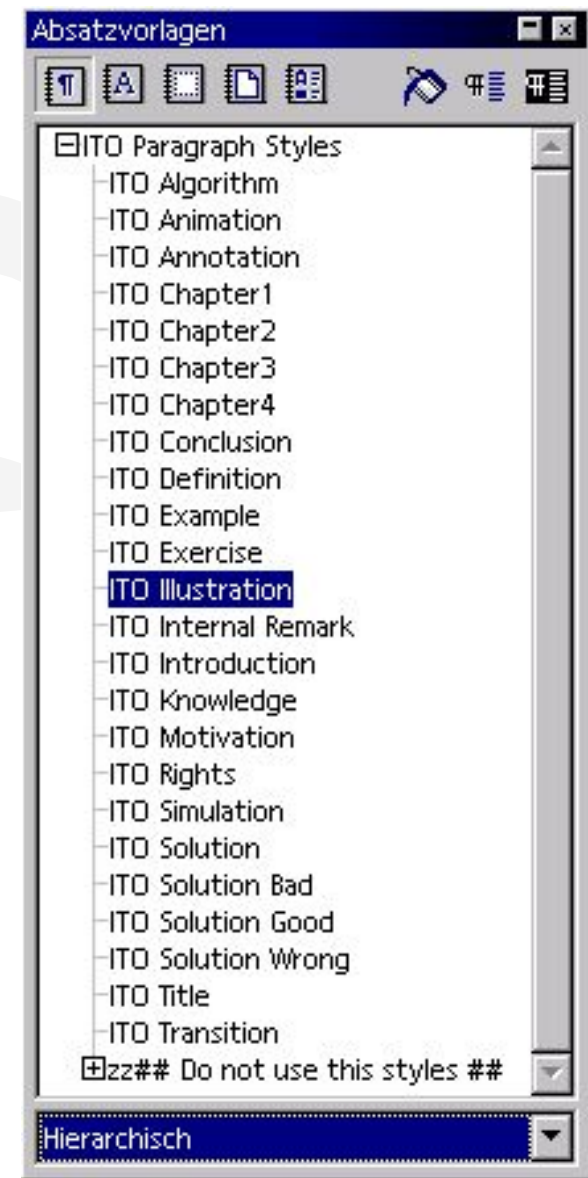 Absatzvorlagen
ITO Paragraph Styles
ITO Algorithm
ITO Animation
ITO Annotation
ITO Chapter1
ITO Chapter2
ITO Chapter3
ITO Chapter4
ITO Conclusion
ITO Definition
ITO Example
ITO Exercise
ITO Illustration
ITO Internal Remark
ITO Introduction
ITO Knowledge
ITO Motivation
ITO Rights
ITO Simulation
ITO Solution
ITO Solution Bad
ITO Solution Good
ITO Solution Wrong
ITO Title
ITO Transition
zz## Do not use this styles ##
Hierarchisch